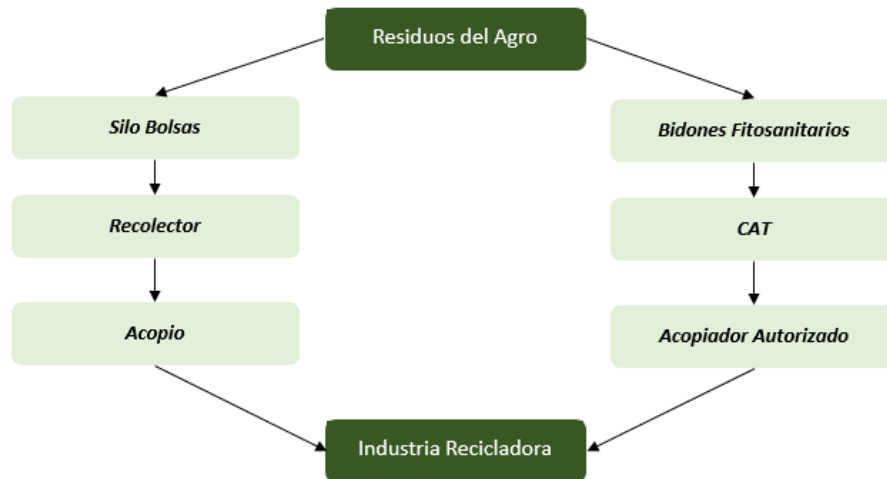 Residuos del Agro
Silo Bolsas
Bidones Fitosanitarios
Recolector
CAT
Acopio
Acopiador Autorizado
Industria Recicladora